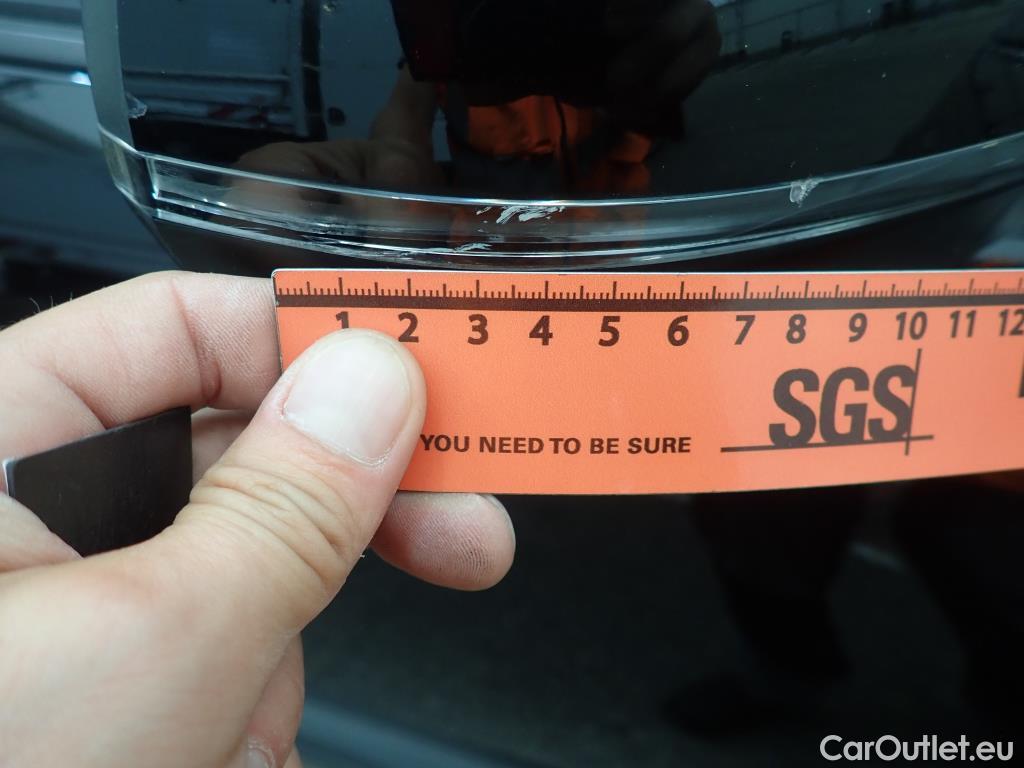 1 2 3 4 5 6 7 8 9 10 11 12
SGS
YOU NEED TO BE SURE
CarOutlet.eu